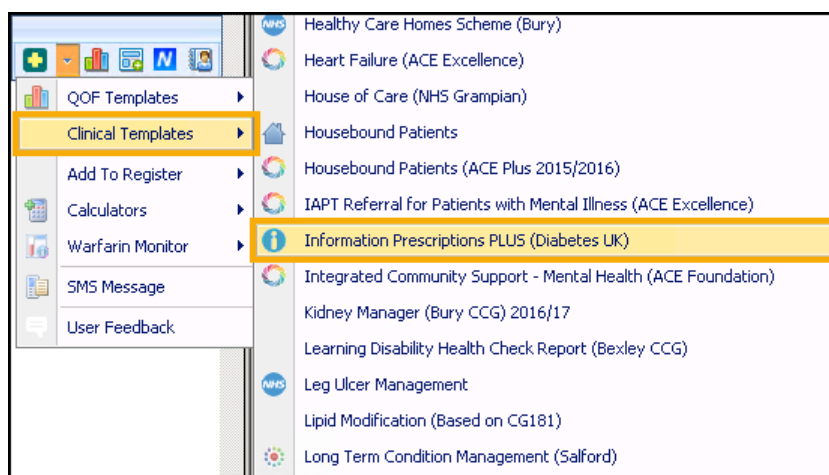 N
QOF Templates
Clinical Templates
Add To Register
Calculators
Warfarin Monitor
SMS Message
User Feedback
NHS Healthy Care Homes Scheme (Bury)
Heart Failure (ACE Excellence)
House of Care (NHS Grampian)
Housebound Patients
Housebound Patients (ACE Plus 2015/2016)
IAPT Referral for Patients with Mental Illness (ACE Excellence)
Information Prescriptions PLUS (Diabetes UK)
Integrated Community Support - Mental Health (ACE Foundation)
Kidney Manager (Bury CCG) 2016/17
Learning Disability Health Check Report (Bexley CCG)
NHS Leg Ulcer Management
Lipid Modification (Based on CG181)
Long Term Condition Management (Salford)